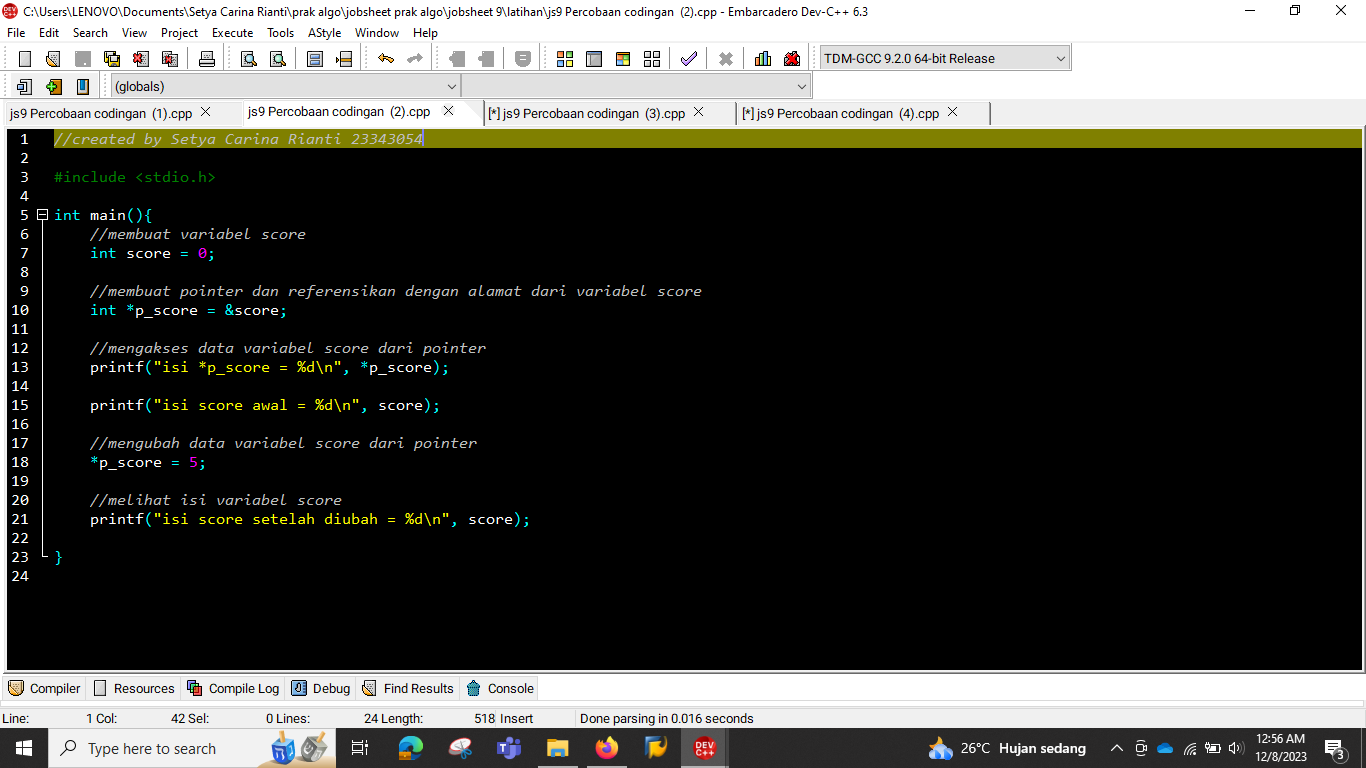 C:\Users\LENOVO\Documents\Setya Carina Rianti\prak algo\jobsheet prak algo\jobsheet 9\latihan\js9 Percobaan codingan  (2).cpp - Embarcadero Dev-C++ 6.3
File Edit Search View Project Execute Tools AStyle Window Help
TDM-GCC 9.2.0 64-bit Release
(globals)
js9 Percobaan codingan  (1).cpp js9 Percobaan codingan  (2).cpp [*] js9 Percobaan codingan  (3).cpp [*] js9 Percobaan codingan  (4).cpp
1 //created by Setya Carina Rianti 23343054
2
3 #include <stdio.h>
4
5 int main(){
6 //membuat variabel score
7 int score = 0;
8
9 //membuat pointer dan referensikan dengan alamat dari variabel score
10 int *p_score = &score;
11
12 //mengakses data variabel score dari pointer
13 printf("isi *p_score = %d\n", *p_score);
14
15 printf("isi score awal = %d\n", score);
16
17 //mengubah data variabel score dari pointer
18 *p_score = 5;
19
20 //melihat isi variabel score
21 printf("isi score setelah diubah = %d\n", score);
22
23 }
24
Compiler Resources Compile Log Debug Find Results Console
Line: 1 Col: 42 Sel: 0 Lines: 24 Length: 518 Insert Done parsing in 0.016 seconds
Type here to search
DEV C++
26°C Hujan sedang
12:56 AM
12/8/2023
3